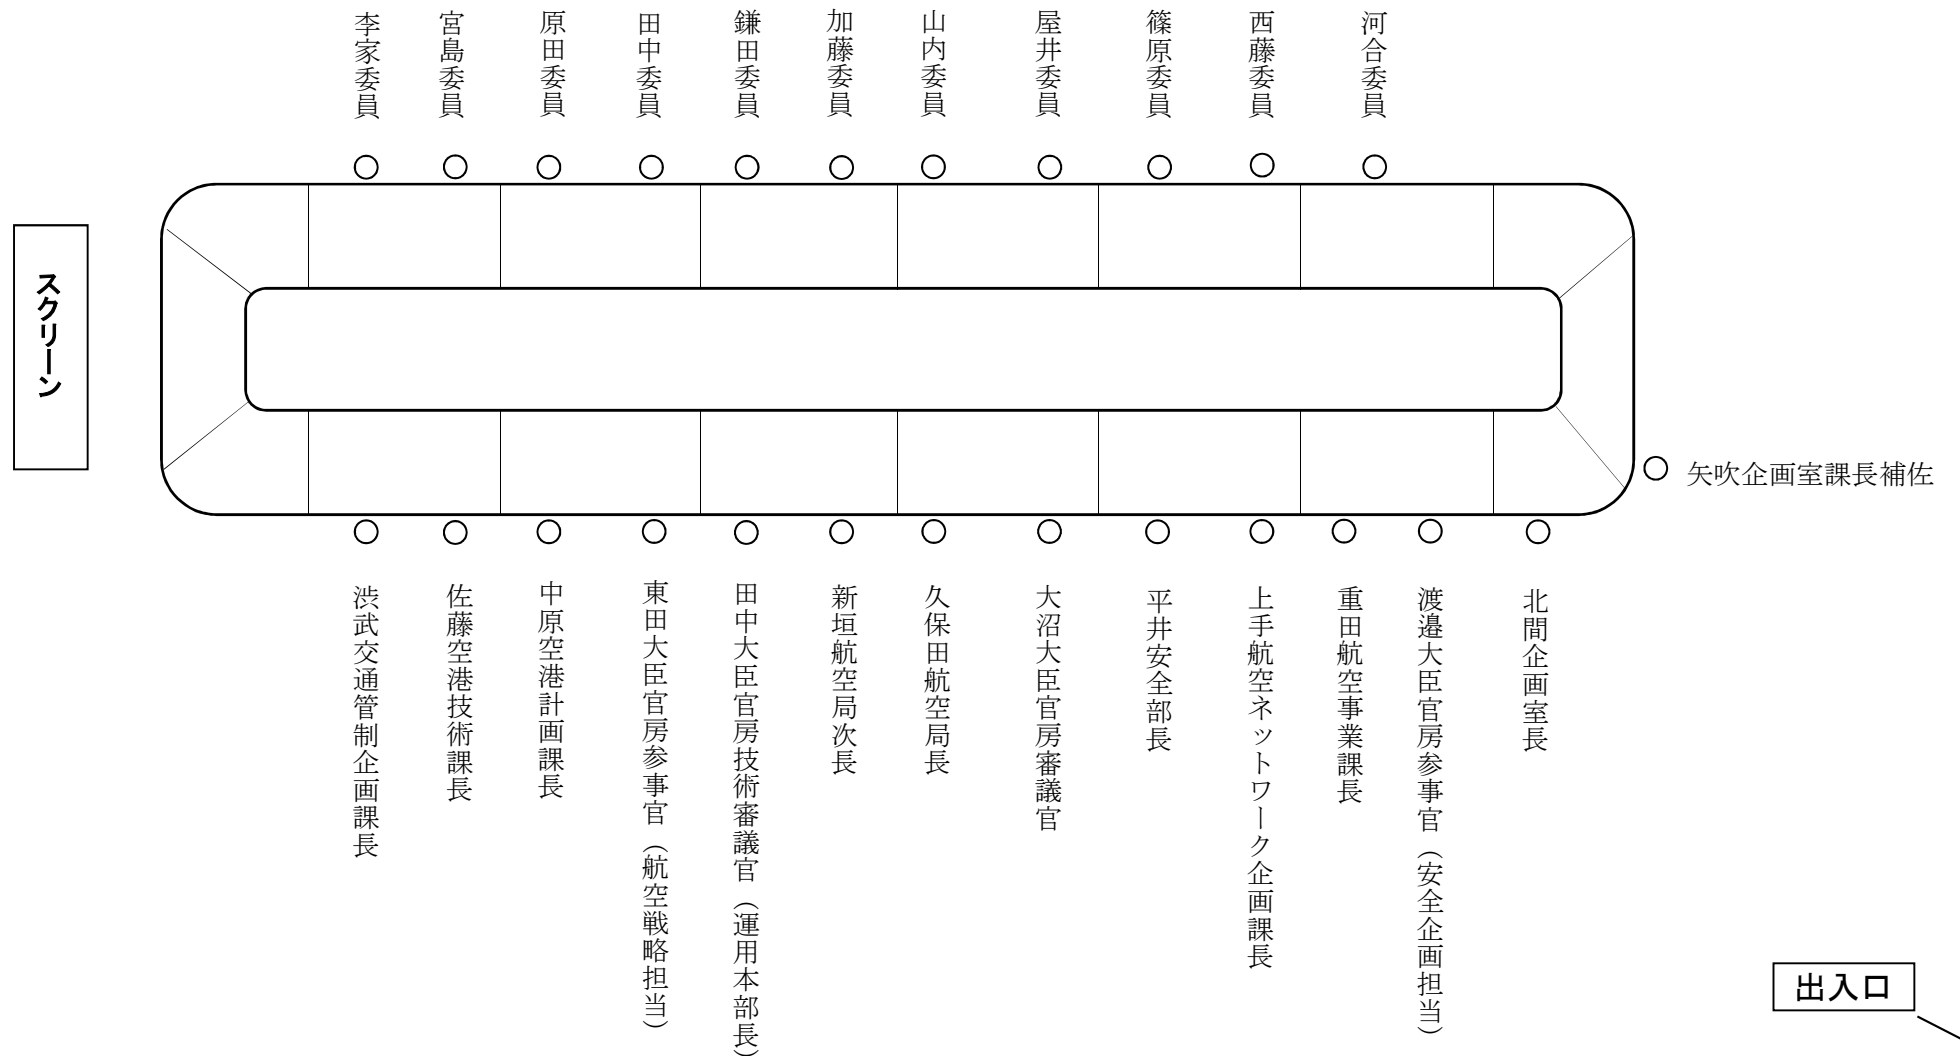 李家委員
宮島委員
原田委員
田中委員
鎌田委員
加藤委員
山内委員
屋井委員
篠原委員
西藤委員
河合委員
スクリーン
矢吹企画室課長補佐
渋武交通管制企画課長
佐藤空港技術課長
中原空港計画課長
東田大臣官房参事官（航空戦略担当）
田中大臣官房技術審議官（運用本部長）
新垣航空局次長
久保田航空局長
大沼大臣官房審議官
平井安全部長
上手航空ネットワーク企画課長
重田航空事業課長
渡邉大臣官房参事官（安全企画担当）
北間企画室長
出入口